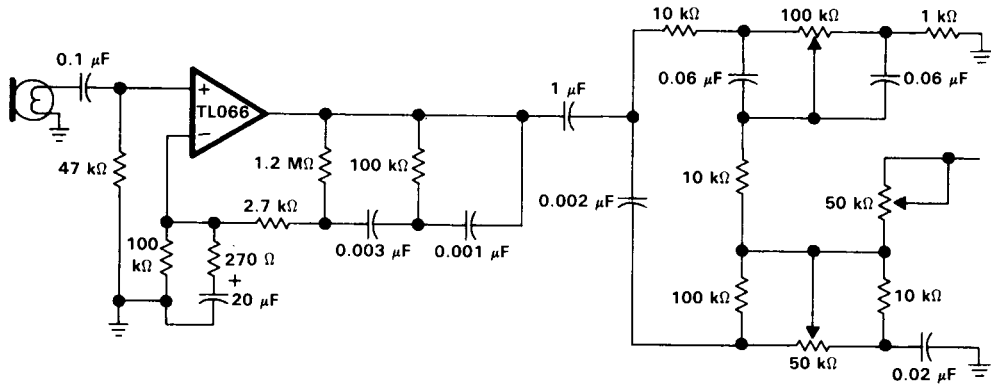 10 kΩ
100 kΩ
1 kΩ
0.1 μF
1 μF
0.06 μF
0.06 μF
+
TL066
−
47 kΩ
1.2 MΩ
100 kΩ
10 kΩ
0.002 μF
50 kΩ
2.7 kΩ
0.003 μF
0.001 μF
100
kΩ
270 Ω
+
20 μF
100 kΩ
10 kΩ
50 kΩ
0.02 μF